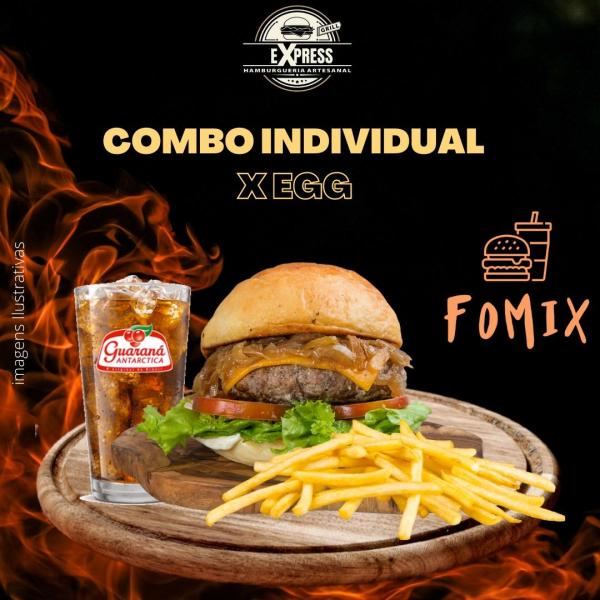 GRILL
EXPRESS
HAMBURGUERIA ARTESANAL
COMBO INDIVIDUAL
X EGG
imagens Ilustrativas
FOMIX
Guaraná
ANTARCTICA